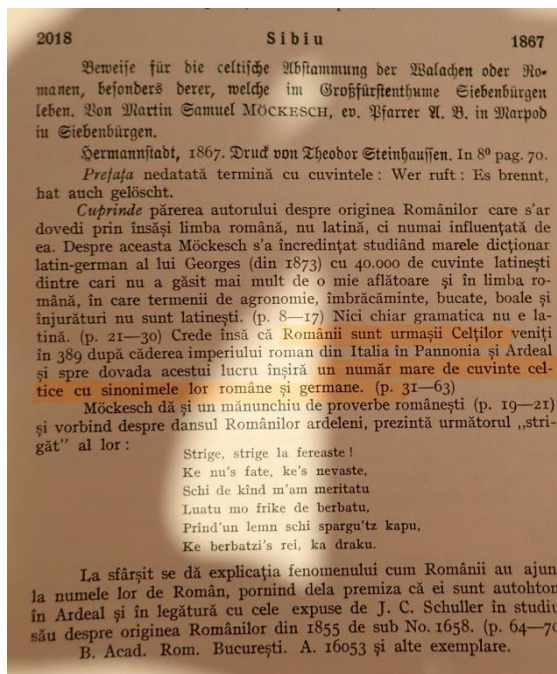 2018 Sibiu 1867
Beweise für die celtische Abstammung der Walachen oder Ro-
manen, besonders derer, welche im Großfürstenthume Siebenbürgen
leben. Von Martin Samuel MÖCKESCH, ev. Pfarrer A. B. in Marpod
iu Siebenbürgen.
Hermannstadt, 1867. Druck von Theodor Steinhaussen. In 8⁰ pag. 70.
Prefața nedatată termină cu cuvintele : Wer ruft : Es brennt,
hat auch gelöscht.
Cuprinde părerea autorului despre originea Românilor care s'ar
dovedi prin însăși limba română, nu latină, ci numai influențată de
ea. Despre aceasta Möckesch s'a încredințat studiând marele dicționar
latin-german al lui Georges (din 1873) cu 40.000 de cuvinte latinești
dintre cari nu a găsit mai mult de o mie aflătoare și în limba ro-
mână, în care termenii de agronomie, îmbrăcăminte, bucate, boale și
înjurături nu sunt latinești. (p. 8—17) Nici chiar gramatica nu e la-
tină. (p. 21—30) Crede însă că Românii sunt urmașii Celților veniți
în 389 după căderea imperiului roman din Italia în Pannonia și Ardeal
și spre dovada acestui lucru înșiră un număr mare de cuvinte cel-
tice cu sinonimele lor române și germane. (p. 31—63)
Möckesch dă și un mănunchiu de proverbe românești (p. 19—21)
și vorbind despre dansul Românilor ardeleni, prezintă următorul „stri-
găt" al lor :
Strige, strige la fereaste !
Ke nu's fate, ke's nevaste,
Schi de kînd m'am meritatu
Luatu mo frike de berbatu,
Prind'un lemn schi spargu'tz kapu,
Ke berbatzi's rei, ka draku.
La sfârșit se dă explicația fenomenului cum Românii au ajun
la numele lor de Român, pornind dela premiza că ei sunt autohton
în Ardeal și în legătură cu cele expuse de J. C. Schuller în studiu
său despre originea Românilor din 1855 de sub No. 1658. (p. 64—70
B. Acad. Rom. București. A. 16053 și alte exemplare.